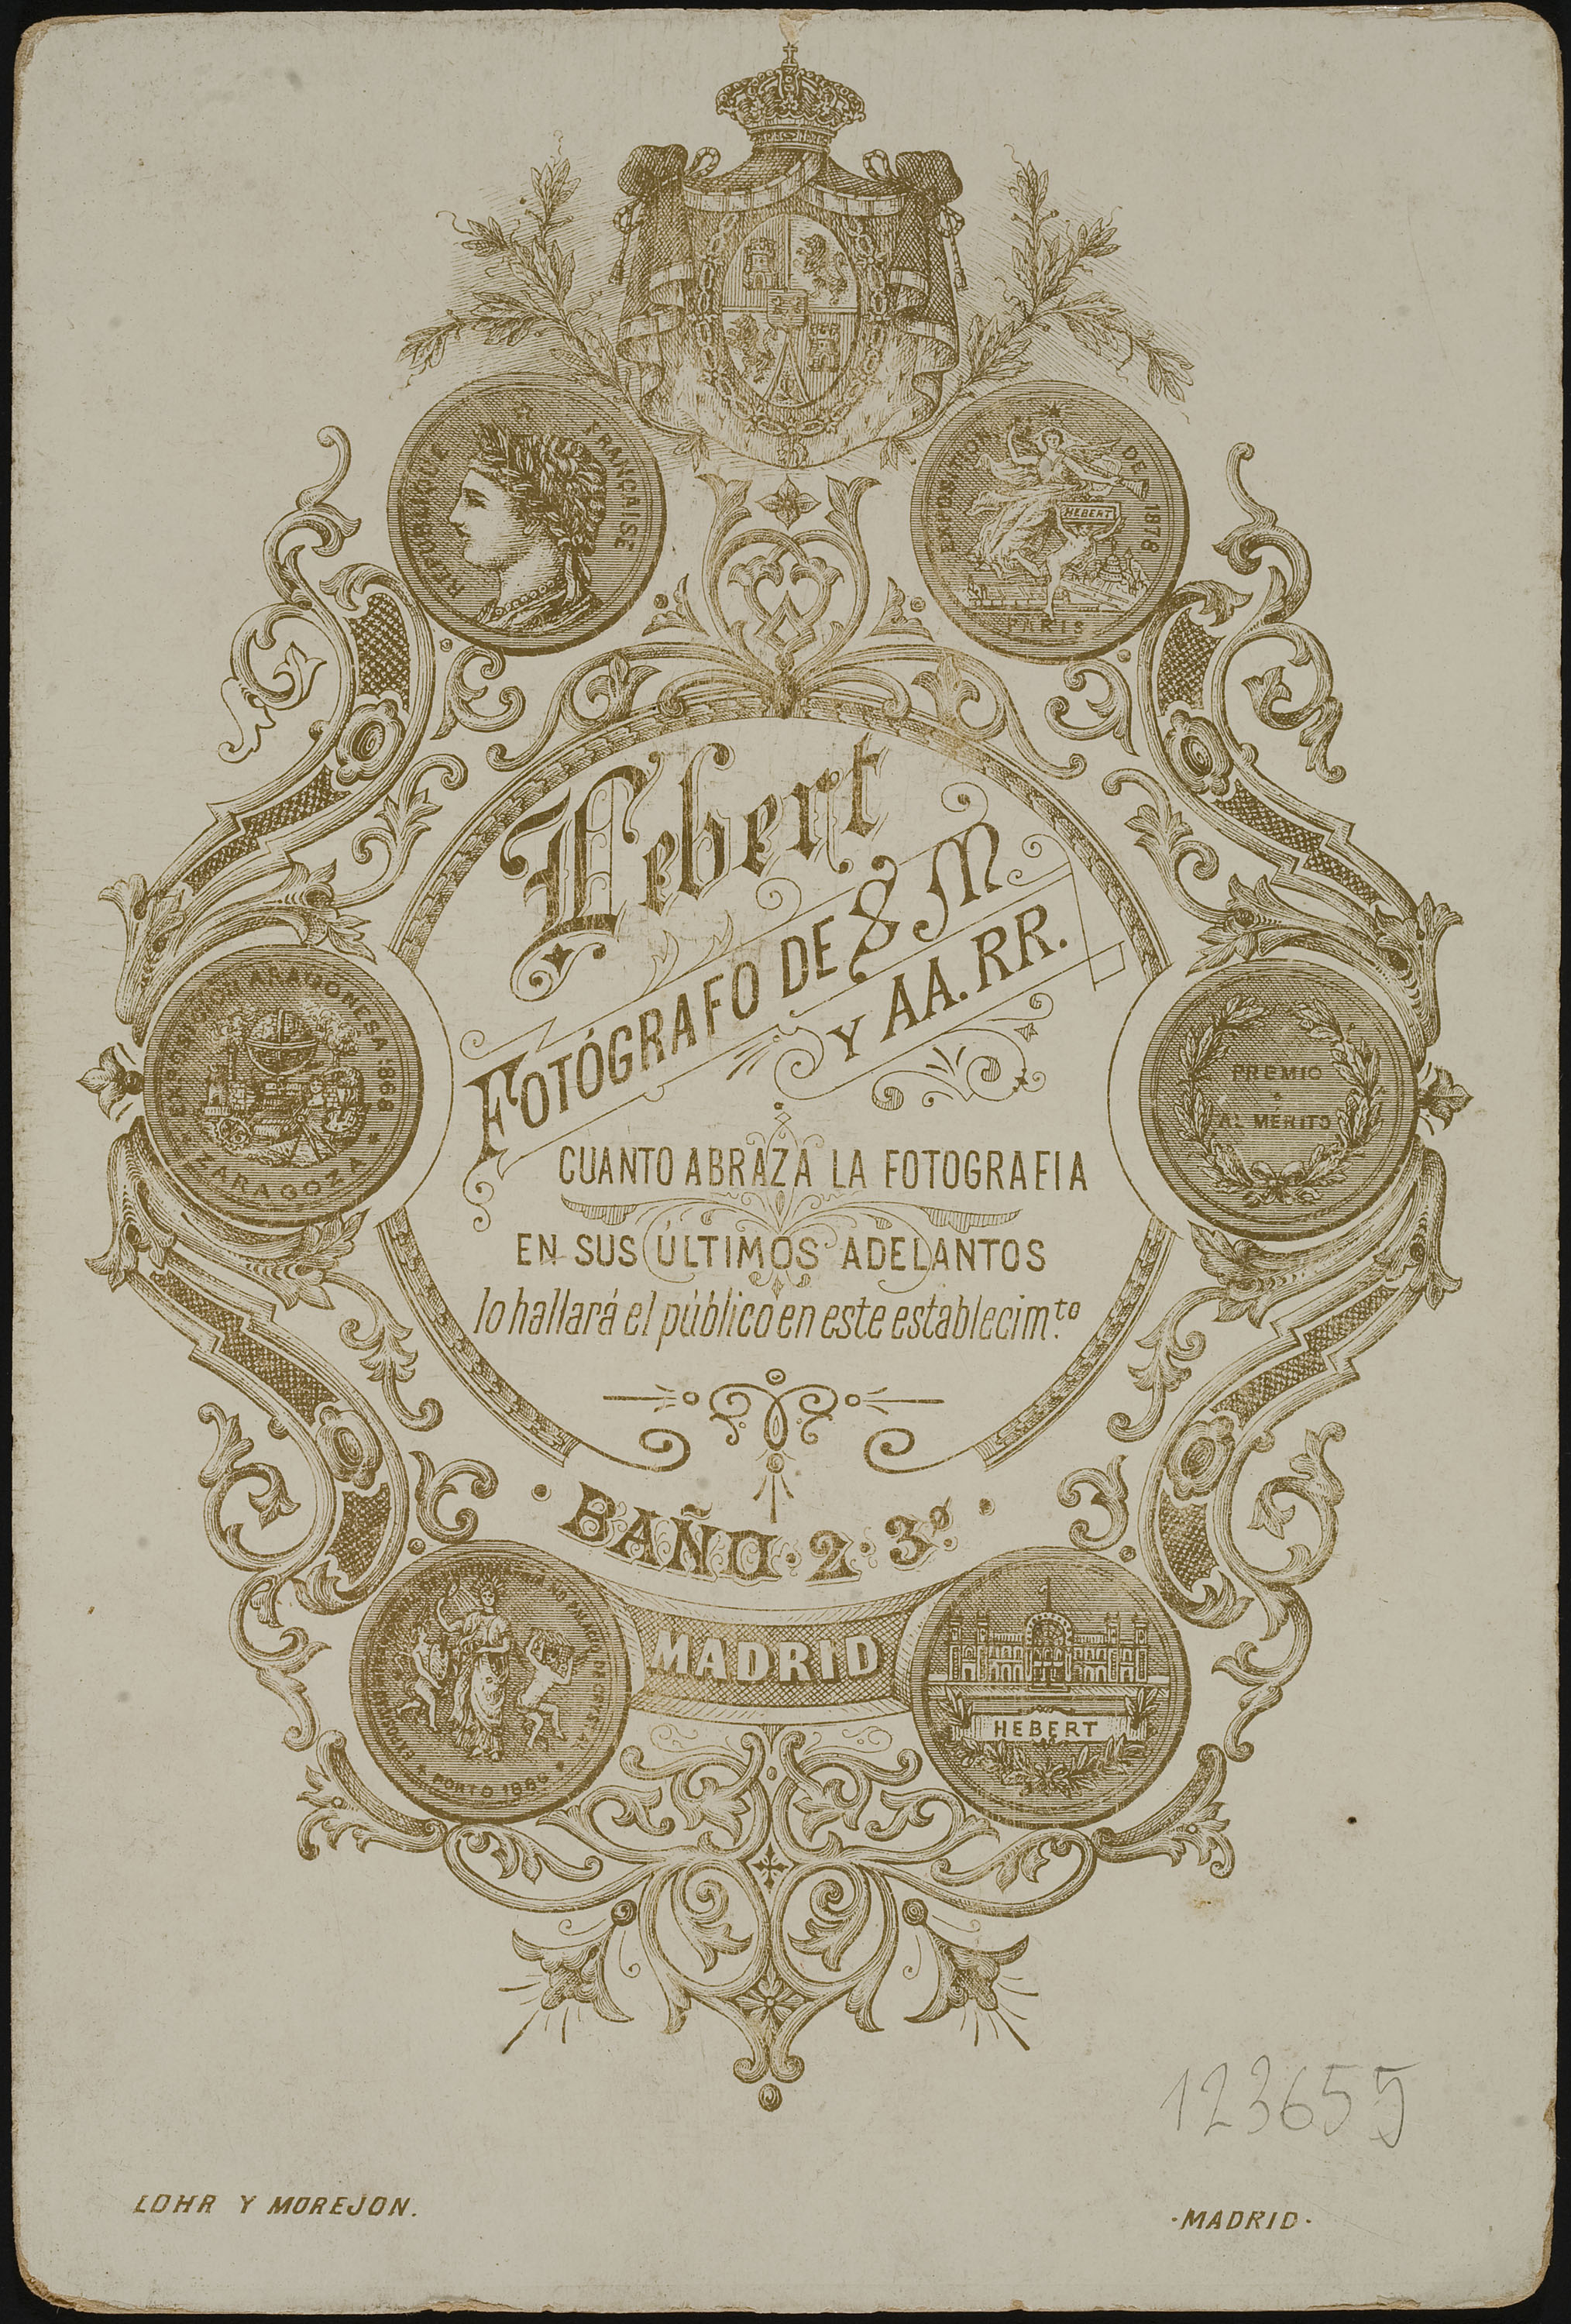 REPUBLIQUE FRANÇAISE
EXPOSITION DE 1878
HEBERT
PARIS
Hebert
FOTÓGRAFO DE S M
Y AA. RR.
EXPOSICION ARAGONESA 1868
ZARAGOZA
PREMIO
AL MÉRITO
CUANTO ABRAZA LA FOTOGRAFIA
EN SUS ÚLTIMOS ADELANTOS
lo hallará el público en este establecim.to
BAÑO · 2 · 3º
MADRID
PORTO
HEBERT
123655
LOHR Y MOREJON.
· MADRID ·